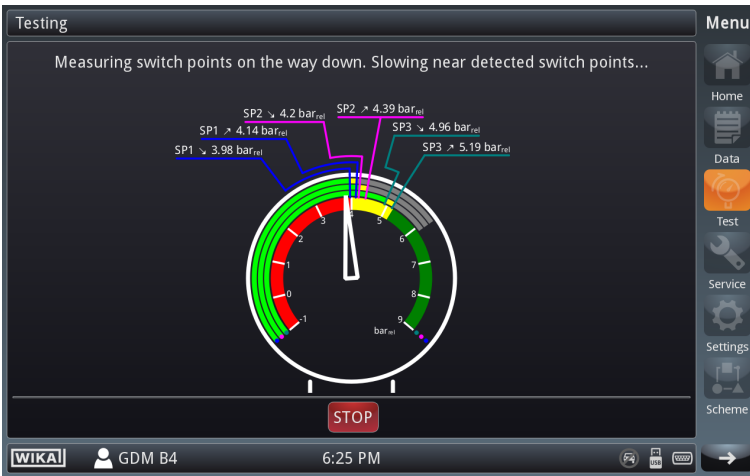 Testing
Menu
Measuring switch points on the way down. Slowing near detected switch points...
SP2 ↘ 4.2 barrel
SP2 ↗ 4.39 barrel
SP1 ↗ 4.14 barrel
SP3 ↘ 4.96 barrel
SP1 ↘ 3.98 barrel
SP3 ↗ 5.19 barrel
-1
0
1
2
3
4
5
6
7
8
9
barrel
STOP
Home
Data
Test
Service
Settings
Scheme
WIKAI
GDM B4
6:25 PM
USB